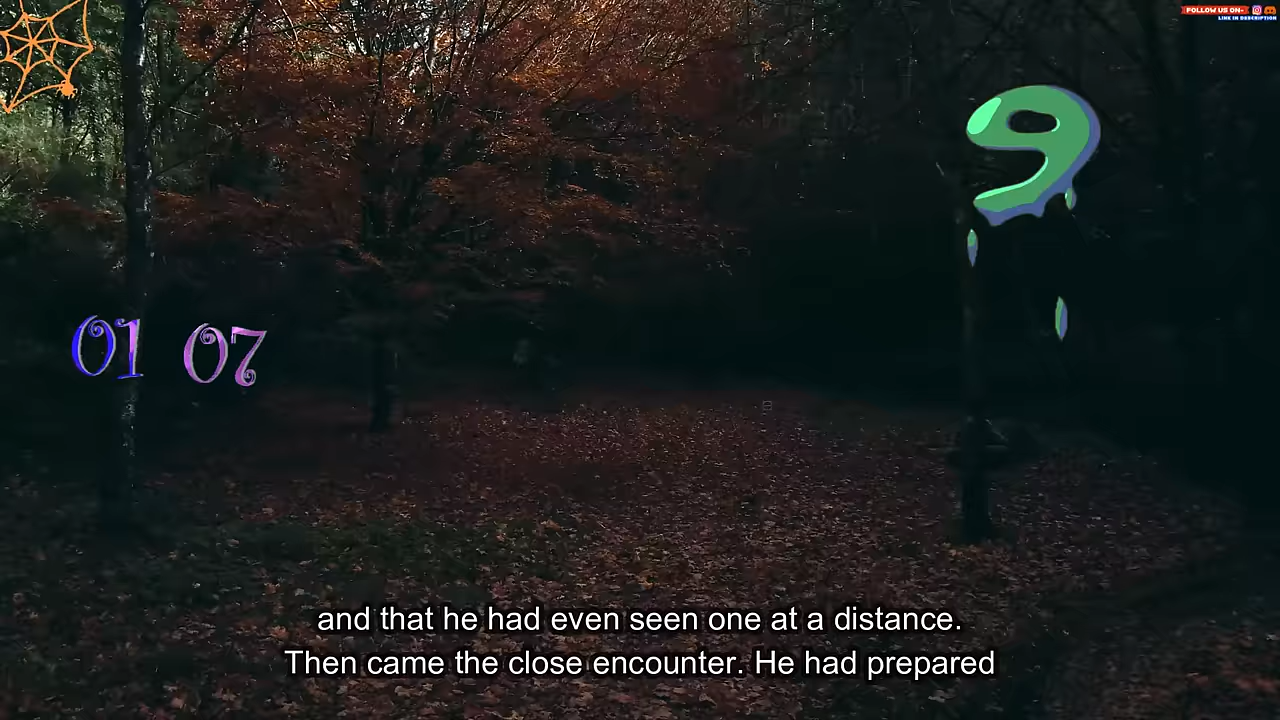 FOLLOW US ON-
LINK IN DESCRIPTION
9
01 07
and that he had even seen one at a distance.
Then came the close encounter. He had prepared